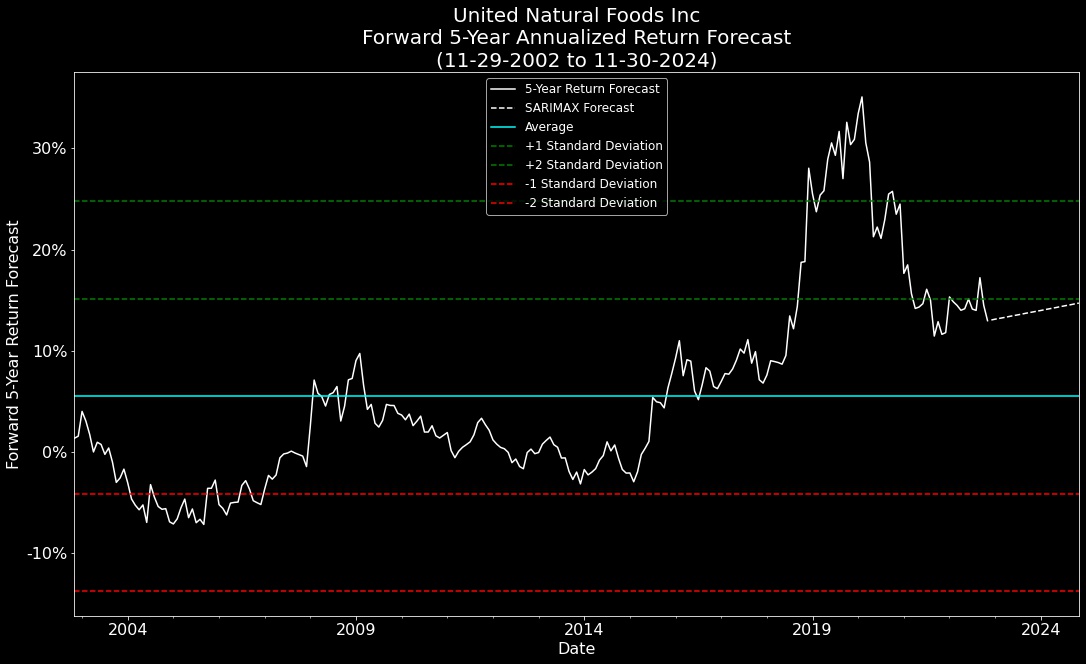 United Natural Foods Inc
Forward 5-Year Annualized Return Forecast
(11-29-2002 to 11-30-2024)
5-Year Return Forecast
SARIMAX Forecast
Average
+1 Standard Deviation
+2 Standard Deviation
-1 Standard Deviation
-2 Standard Deviation
30%
20%
10%
0%
-10%
Forward 5-Year Return Forecast
2004
2009
2014
2019
2024
Date